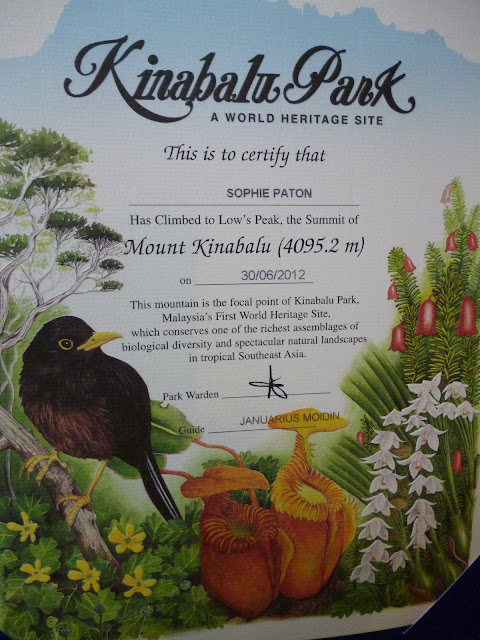 Kinabalu Park
A WORLD HERITAGE SITE
This is to certify that
SOPHIE PATON
Has Climbed to Low's Peak, the Summit of
Mount Kinabalu (4095.2 m)
on 30/06/2012
This mountain is the focal point of Kinabalu Park,
Malaysia's First World Heritage Site,
which conserves one of the richest assemblages of
biological diversity and spectacular natural landscapes
in tropical Southeast Asia.
Park Warden
Guide JANUARIUS MOIDIN